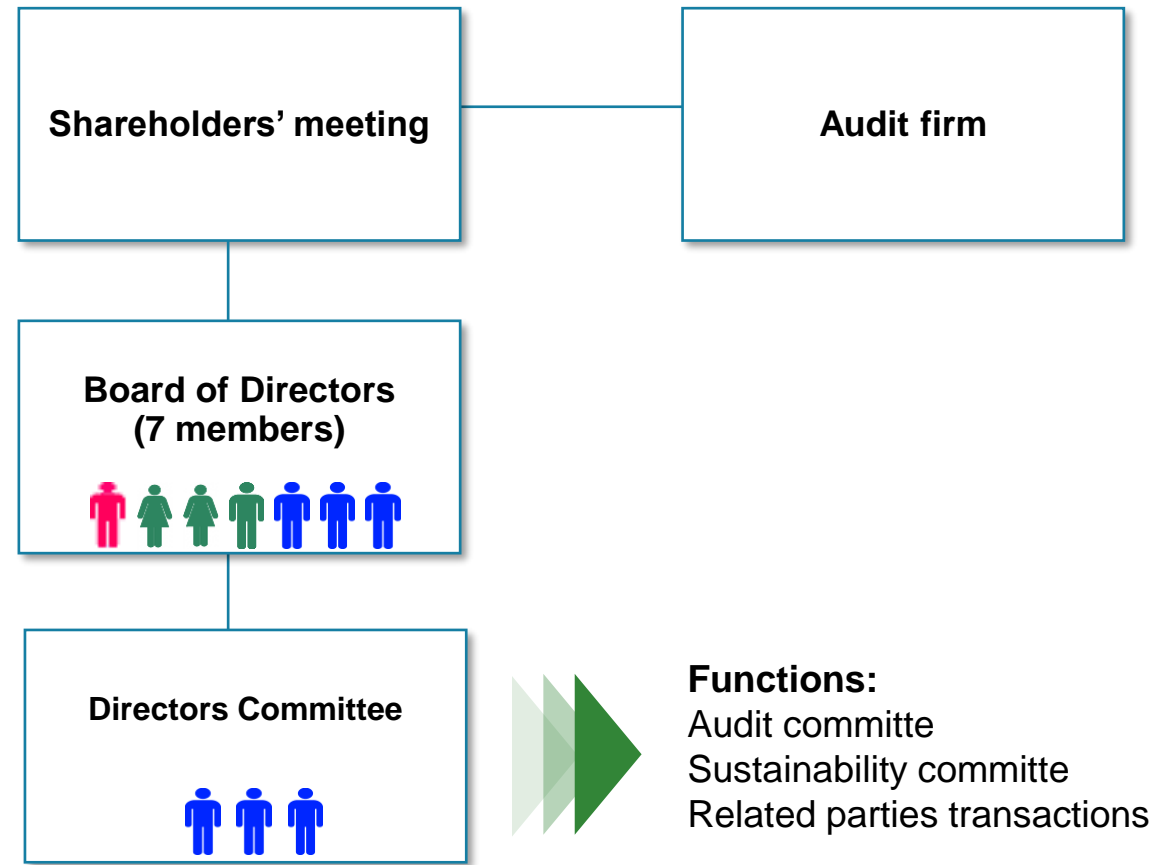 Shareholders’ meeting
Audit firm
Board of Directors
(7 members)
Directors Committee
Functions:
Audit committe
Sustainability committe
Related parties transactions